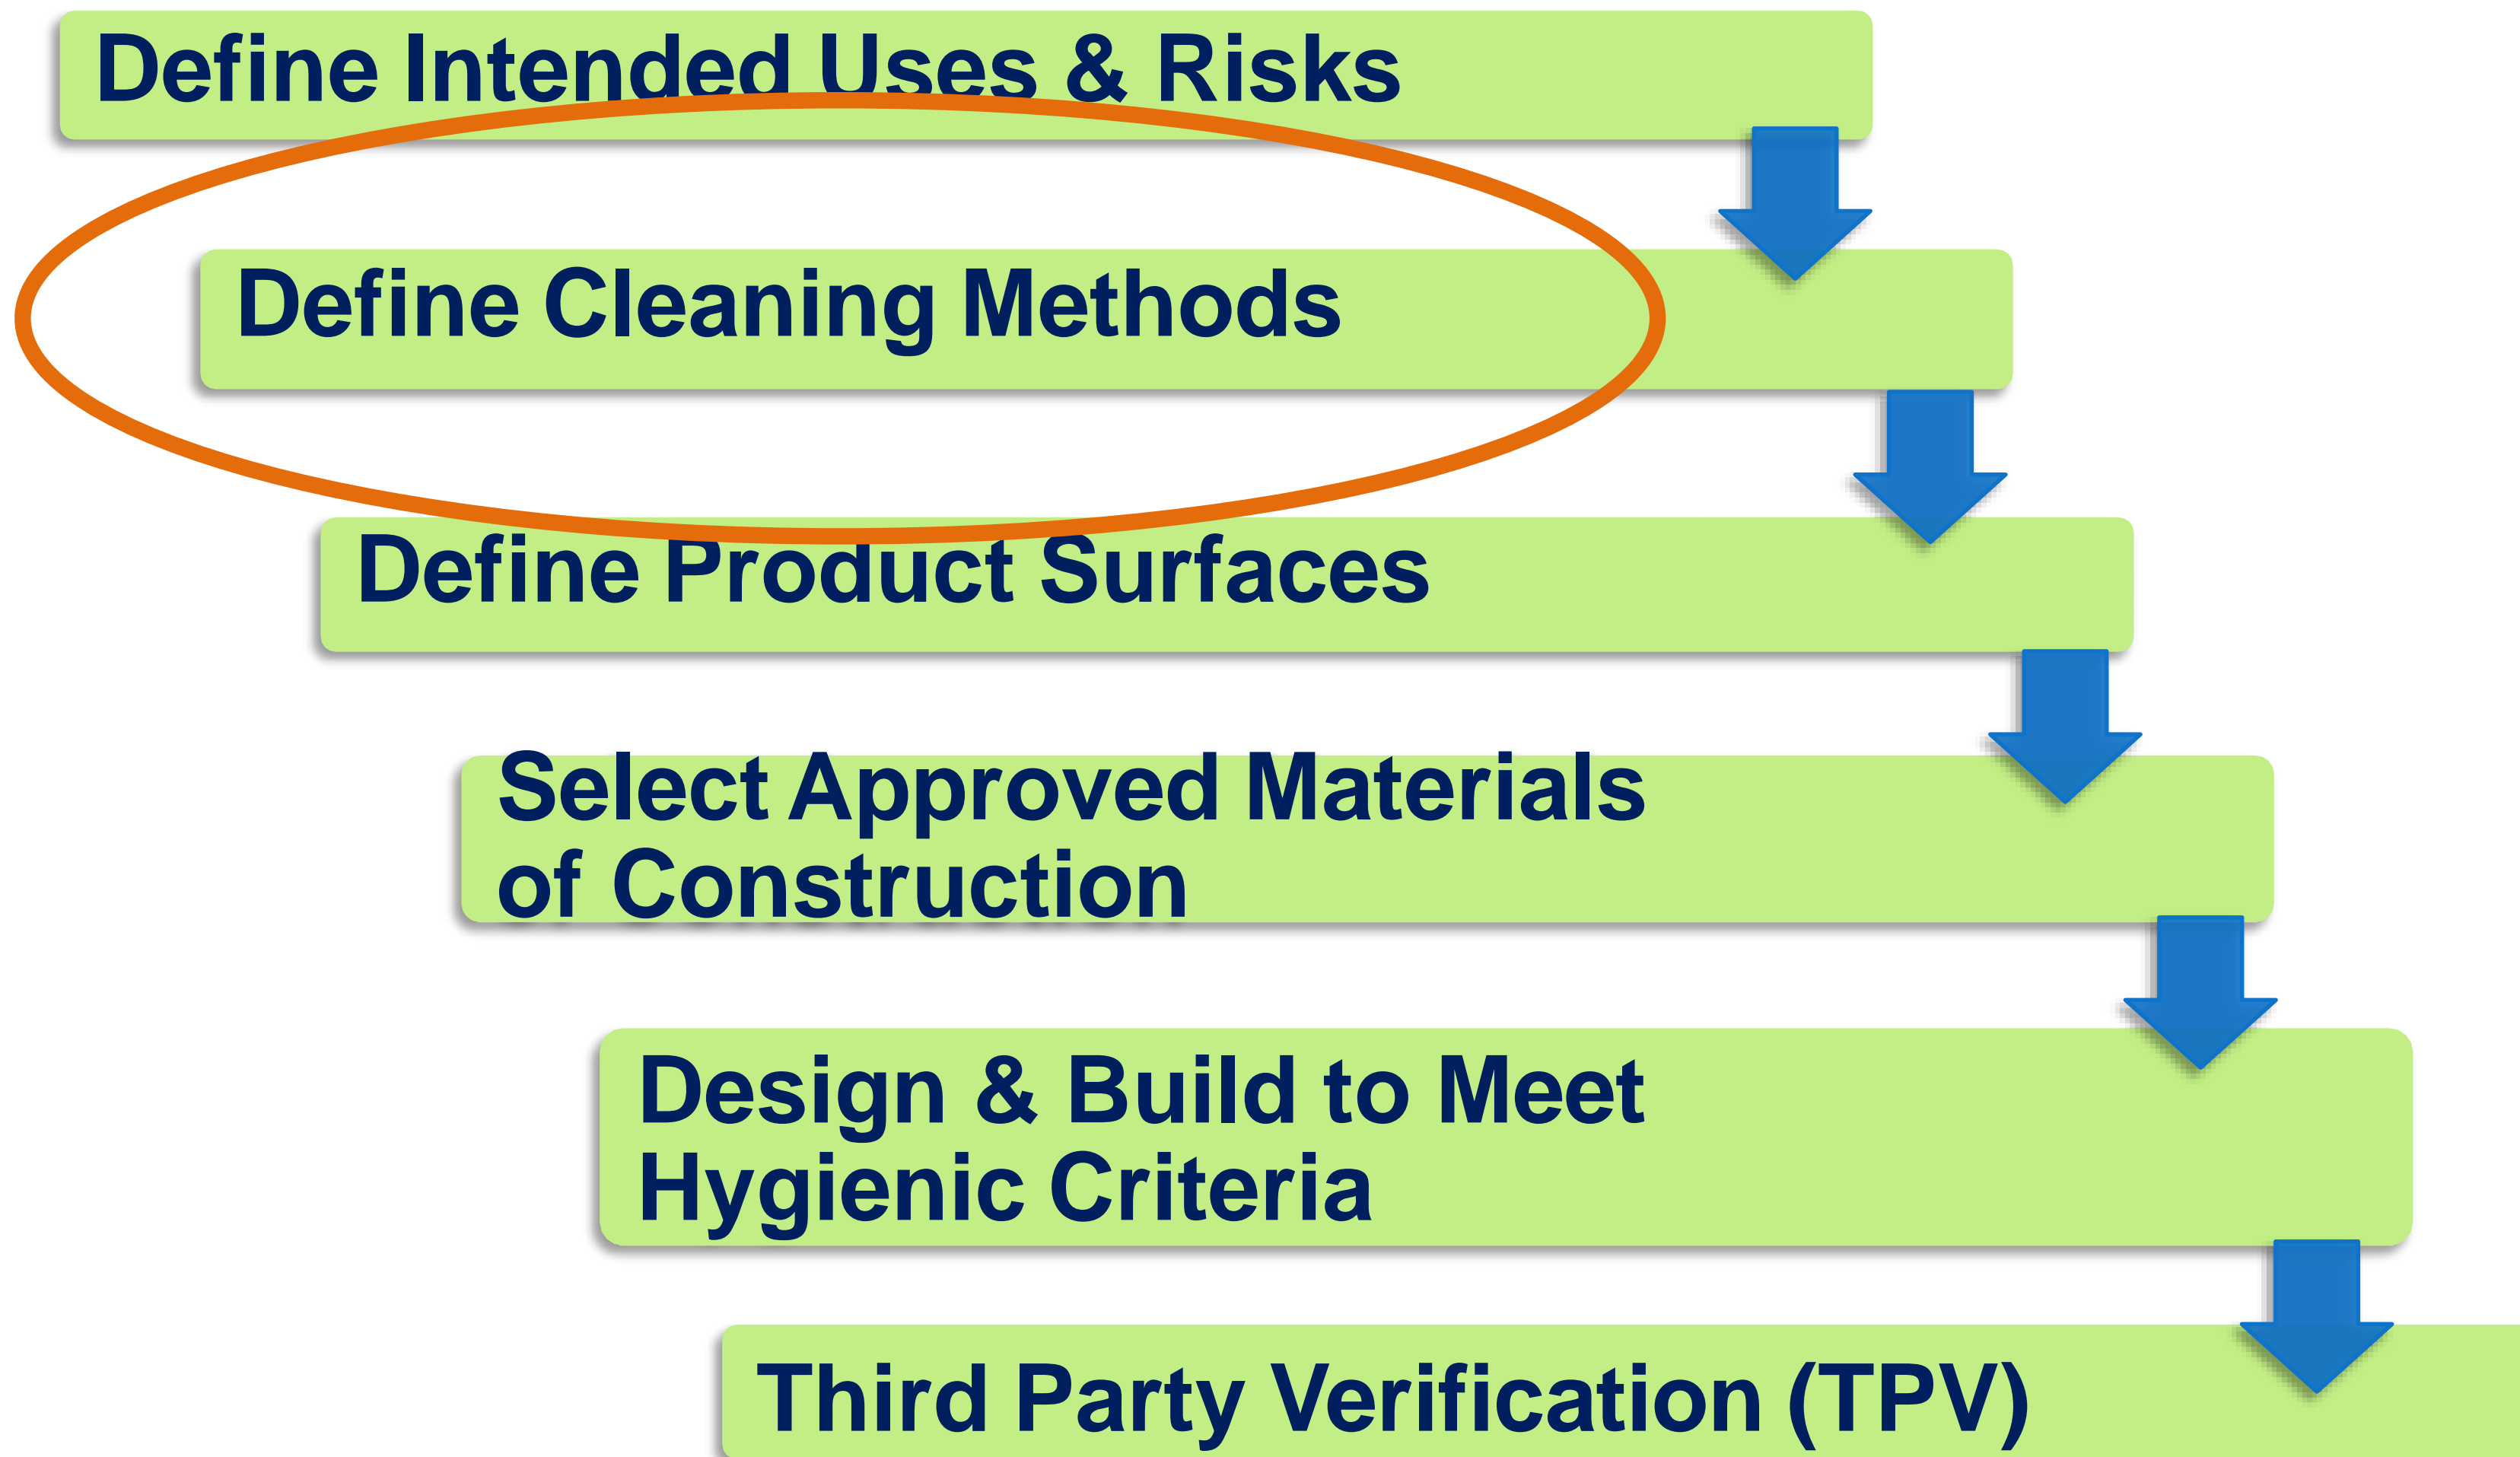 Define Intended Uses & Risks
Define Cleaning Methods
Define Product Surfaces
Select Approved Materials
of Construction
Design & Build to Meet
Hygienic Criteria
Third Party Verification (TPV)